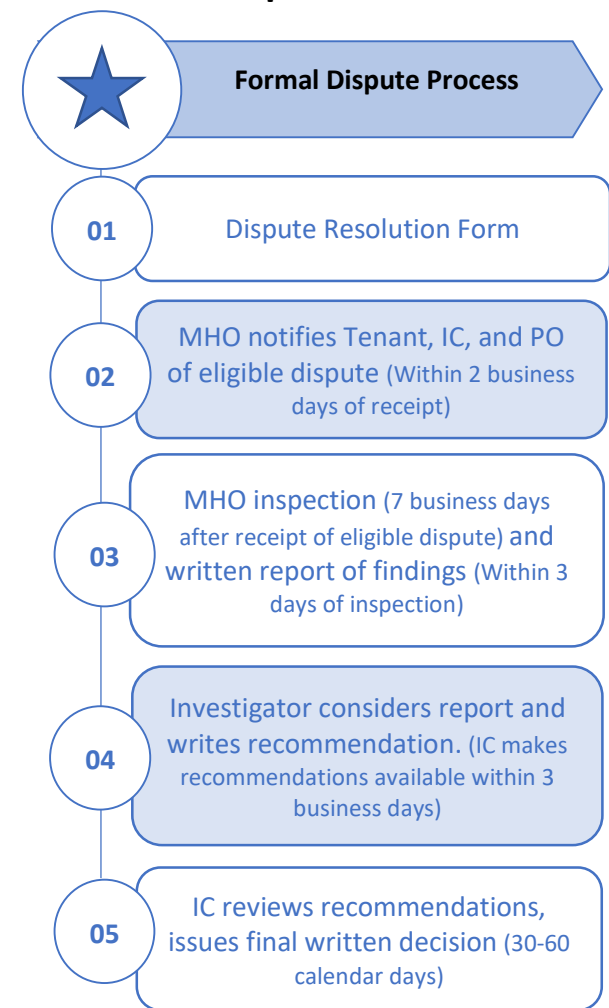 Formal Dispute Process
01
Dispute Resolution Form
02
MHO notifies Tenant, IC, and PO
of eligible dispute (Within 2 business
days of receipt)
03
MHO inspection (7 business days
after receipt of eligible dispute) and
written report of findings (Within 3
days of inspection)
04
Investigator considers report and
writes recommendation. (IC makes
recommendations available within 3
business days)
05
IC reviews recommendations,
issues final written decision (30-60
calendar days)